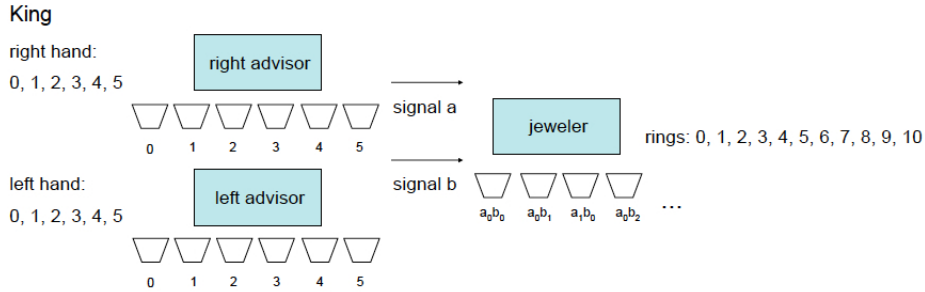 King
right hand:
0, 1, 2, 3, 4, 5
right advisor
0 1 2 3 4 5
signal a
left hand:
0, 1, 2, 3, 4, 5
left advisor
0 1 2 3 4 5
signal b
jeweler
rings: 0, 1, 2, 3, 4, 5, 6, 7, 8, 9, 10
a₀b₀ a₀b₁ a₁b₀ a₀b₂ ...